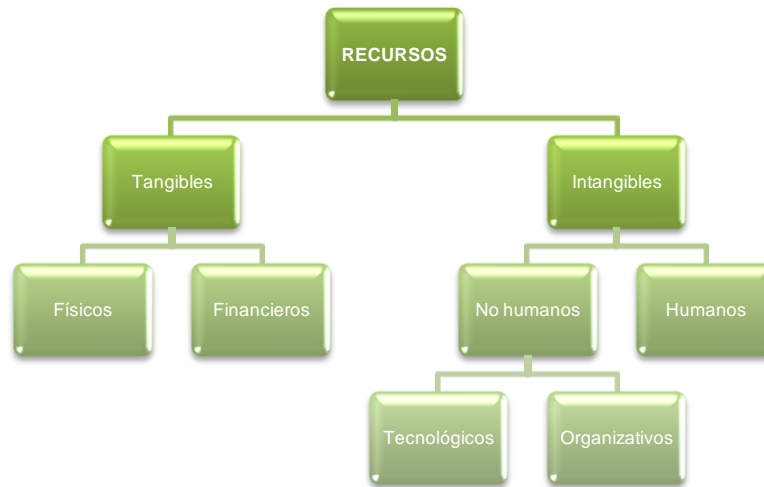 RECURSOS
Tangibles
Intangibles
Físicos
Financieros
No humanos
Humanos
Tecnológicos
Organizativos